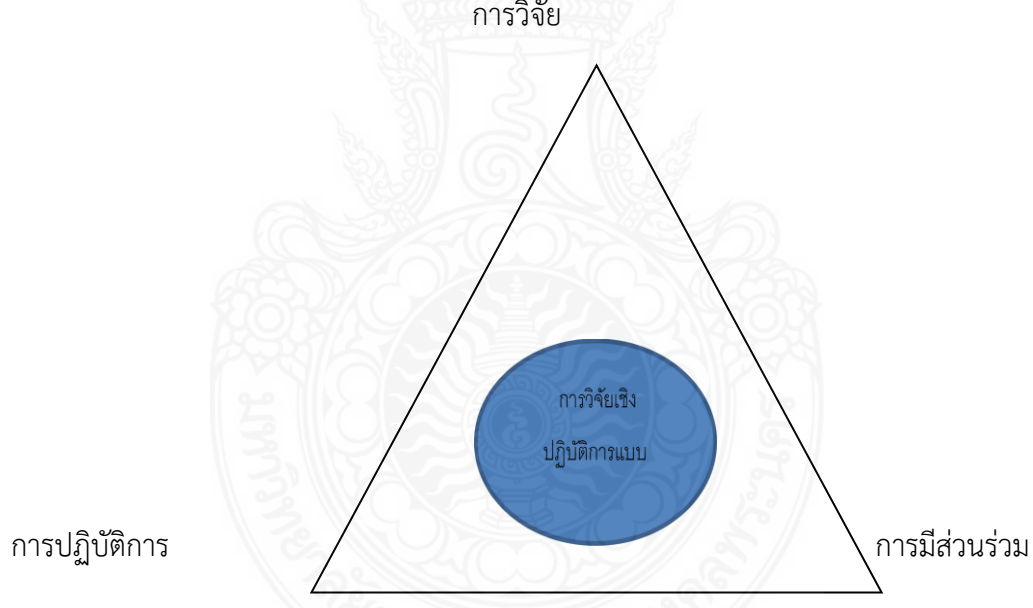 การวิจัย
การวิจัยเชิง
ปฏิบัติการแบบ
การปฏิบัติการ
การมีส่วนร่วม